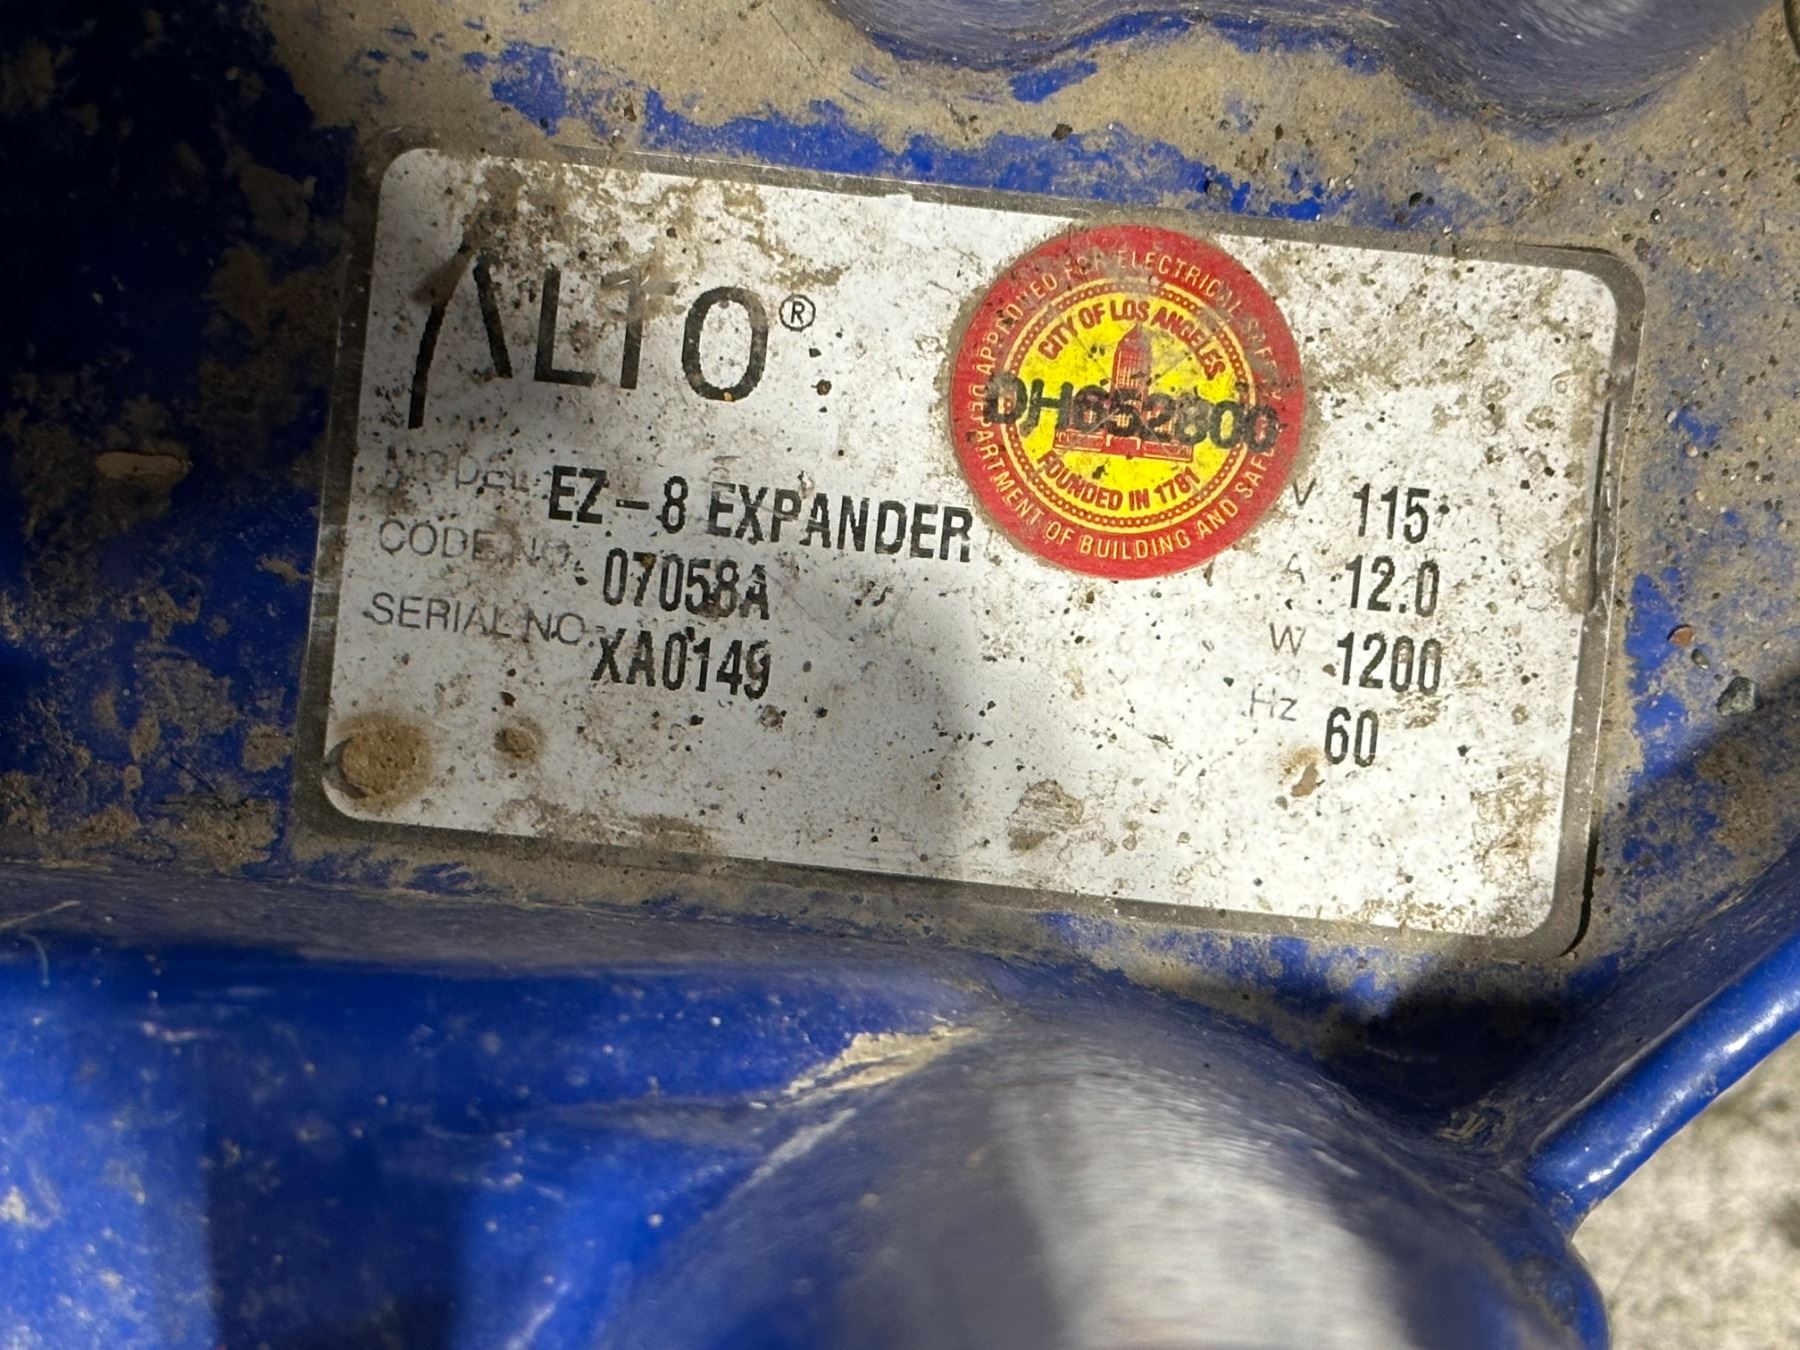 ALTO®
APPROVED FOR ELECTRICAL SAFETY
CITY OF LOS ANGELES
DH652800
FOUNDED IN 1781
DEPARTMENT OF BUILDING AND SAFETY
MODEL EZ-8 EXPANDER
CODE NO. 07058A
SERIAL NO. XA0149
V 115
A 12.0
W 1200
Hz 60